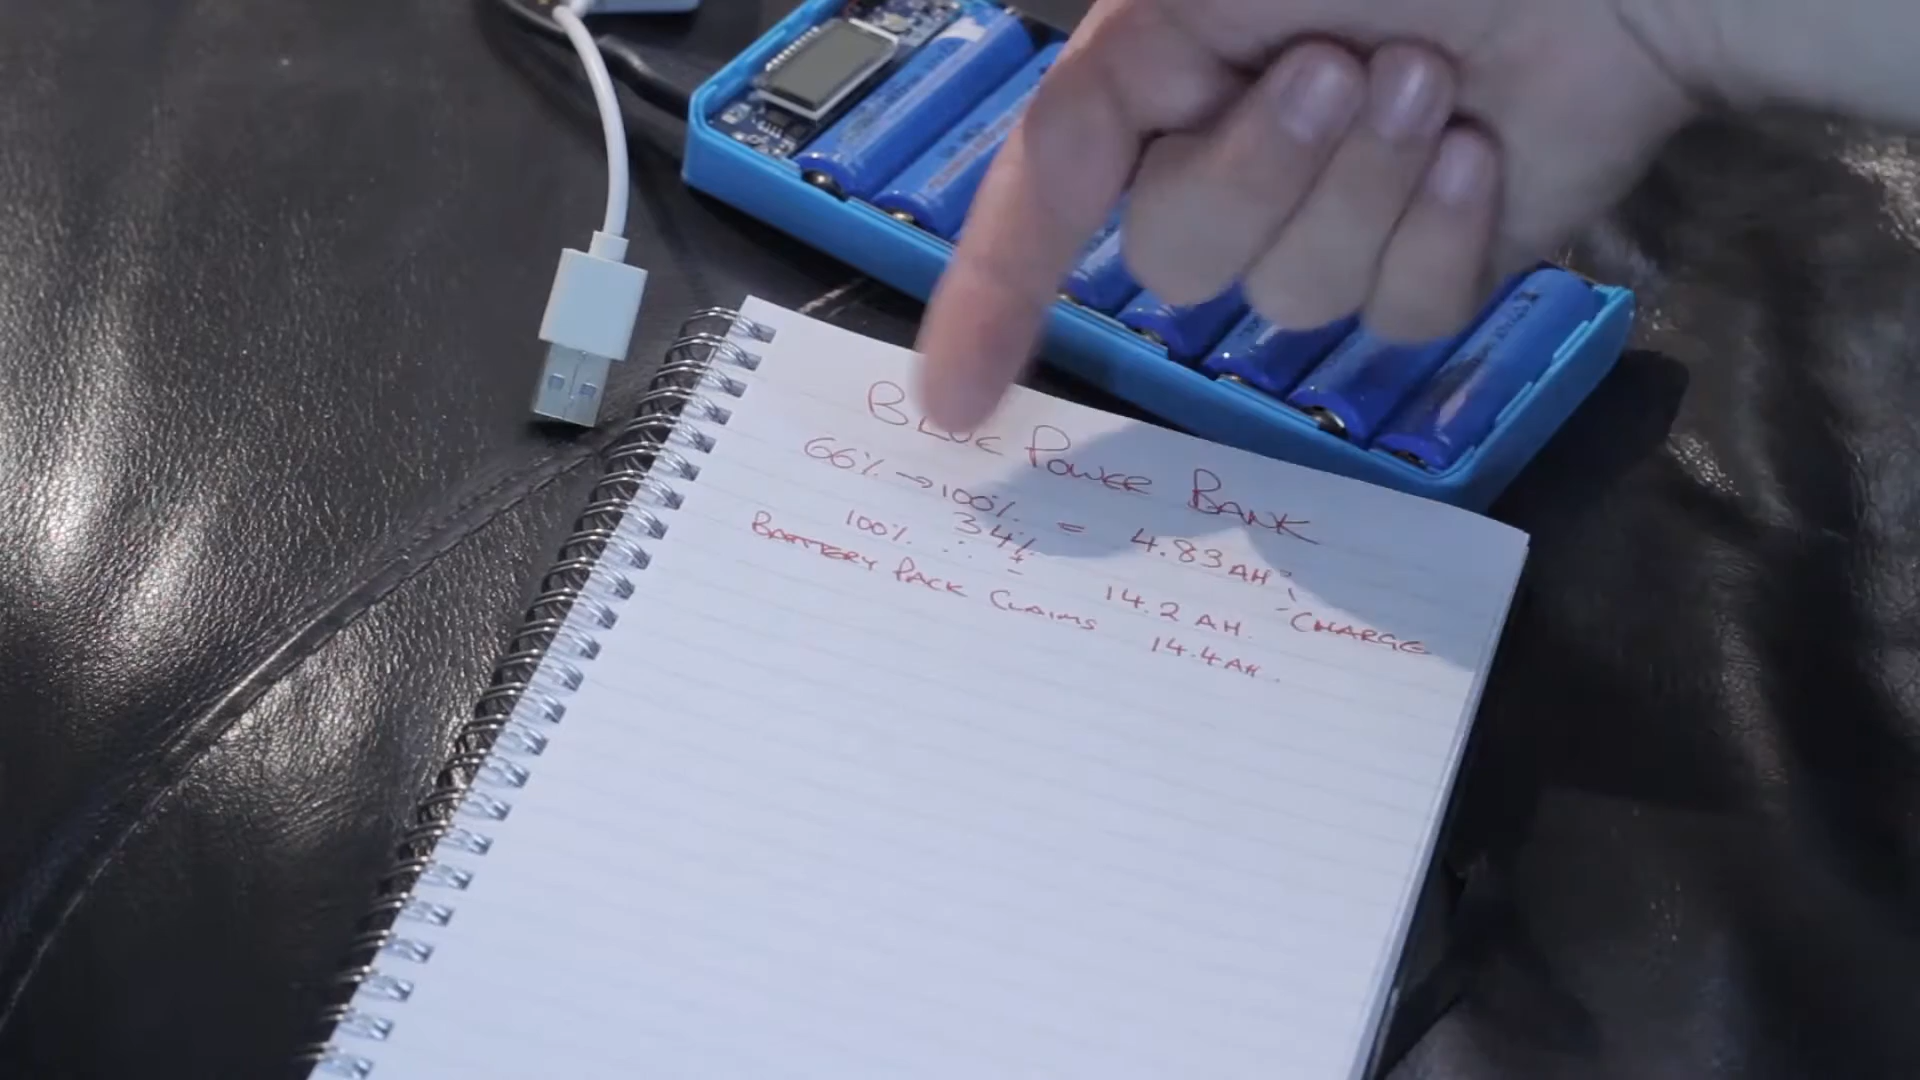 BLUE POWER BANK
66% → 100% = 4.83AH
34%
CHARGE
100% ∴ 14.2 AH.
BATTERY PACK CLAIMS 14.4AH.